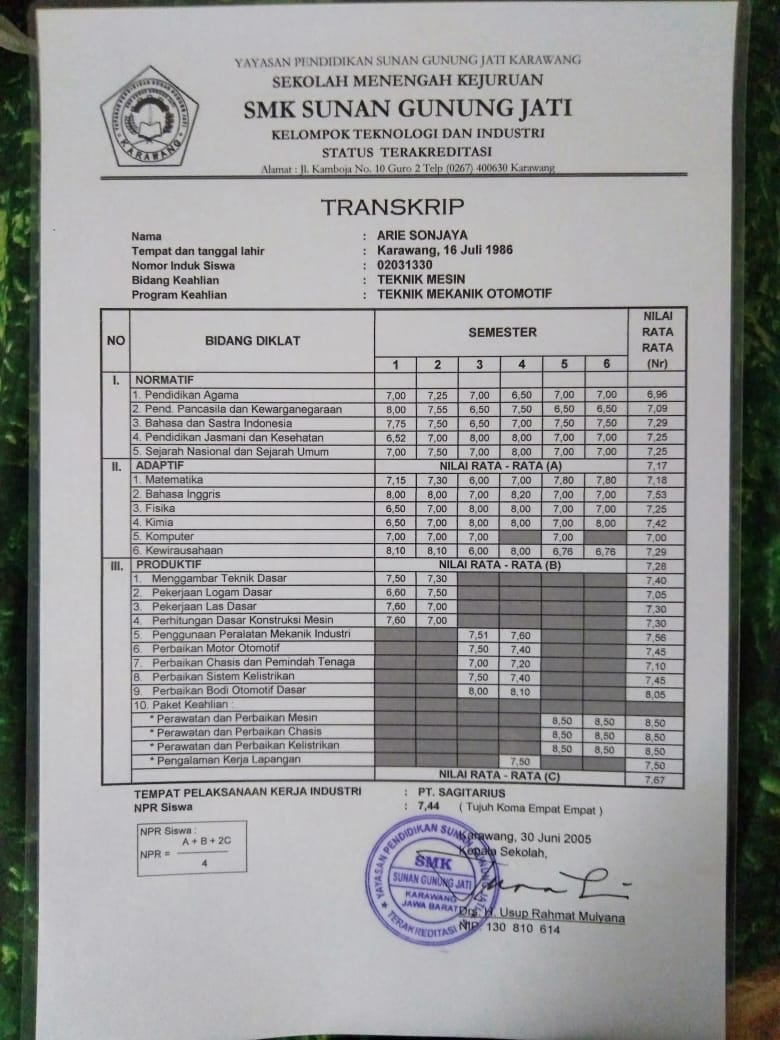 YAYASAN PENDIDIKAN SUNAN GUNUNG JATI KARAWANG
SEKOLAH MENENGAH KEJURUAN
SMK SUNAN GUNUNG JATI
KELOMPOK TEKNOLOGI DAN INDUSTRI
STATUS TERAKREDITASI
Alamat : Jl. Kamboja No. 10 Guro 2 Telp (0267) 400630 Karawang
KARAWANG
TRANSKRIP
Nama : ARIE SONJAYA
Tempat dan tanggal lahir : Karawang, 16 Juli 1986
Nomor Induk Siswa : 02031330
Bidang Keahlian : TEKNIK MESIN
Program Keahlian : TEKNIK MEKANIK OTOMOTIF
NO BIDANG DIKLAT SEMESTER NILAI RATA RATA (Nr)
1 2 3 4 5 6
I. NORMATIF
1. Pendidikan Agama 7,00 7,25 7,00 6,50 7,00 7,00 6,96
2. Pend. Pancasila dan Kewarganegaraan 8,00 7,55 6,50 7,50 6,50 6,50 7,09
3. Bahasa dan Sastra Indonesia 7,75 7,50 6,50 7,00 7,50 7,50 7,29
4. Pendidikan Jasmani dan Kesehatan 6,52 7,00 8,00 8,00 7,00 7,00 7,25
5. Sejarah Nasional dan Sejarah Umum 7,00 7,50 7,00 8,00 7,00 7,00 7,25
II. ADAPTIF NILAI RATA - RATA (A) 7,17
1. Matematika 7,15 7,30 6,00 7,00 7,80 7,80 7,18
2. Bahasa Inggris 8,00 8,00 7,00 8,20 7,00 7,00 7,53
3. Fisika 6,50 7,00 8,00 8,00 7,00 7,00 7,25
4. Kimia 6,50 7,00 8,00 8,00 7,00 8,00 7,42
5. Komputer 7,00 7,00 7,00 7,00 7,00
6. Kewirausahaan 8,10 8,10 6,00 8,00 6,76 6,76 7,29
III. PRODUKTIF NILAI RATA - RATA (B) 7,28
1. Menggambar Teknik Dasar 7,50 7,30 7,40
2. Pekerjaan Logam Dasar 6,60 7,50 7,05
3. Pekerjaan Las Dasar 7,60 7,00 7,30
4. Perhitungan Dasar Konstruksi Mesin 7,60 7,00 7,30
5. Penggunaan Peralatan Mekanik Industri 7,51 7,60 7,56
6. Perbaikan Motor Otomotif 7,50 7,40 7,45
7. Perbaikan Chasis dan Pemindah Tenaga 7,00 7,20 7,10
8. Perbaikan Sistem Kelistrikan 7,50 7,40 7,45
9. Perbaikan Bodi Otomotif Dasar 8,00 8,10 8,05
10. Paket Keahlian :
* Perawatan dan Perbaikan Mesin 8,50 8,50 8,50
* Perawatan dan Perbaikan Chasis 8,50 8,50 8,50
* Perawatan dan Perbaikan Kelistrikan 8,50 8,50 8,50
* Pengalaman Kerja Lapangan 7,50 7,50
NILAI RATA - RATA (C) 7,67
TEMPAT PELAKSANAAN KERJA INDUSTRI : PT. SAGITARIUS
NPR Siswa : 7,44 ( Tujuh Koma Empat Empat )
NPR Siswa :
NPR = A + B + 2C
4
Karawang, 30 Juni 2005
Kepala Sekolah,
YAYASAN PENDIDIKAN SUNAN GUNUNG JATI
SMK
SUNAN GUNUNG JATI
KARAWANG
JAWA BARAT
TERAKREDITASI
Drs. H. Usup Rahmat Mulyana
NIP. 130 810 614